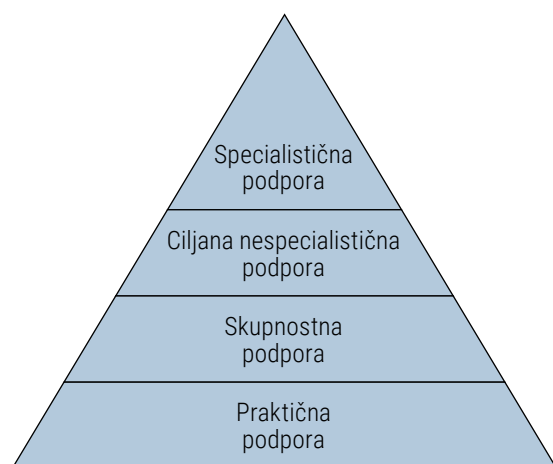 Specialistična
podpora
Ciljana nespecialistična
podpora
Skupnostna
podpora
Praktična
podpora